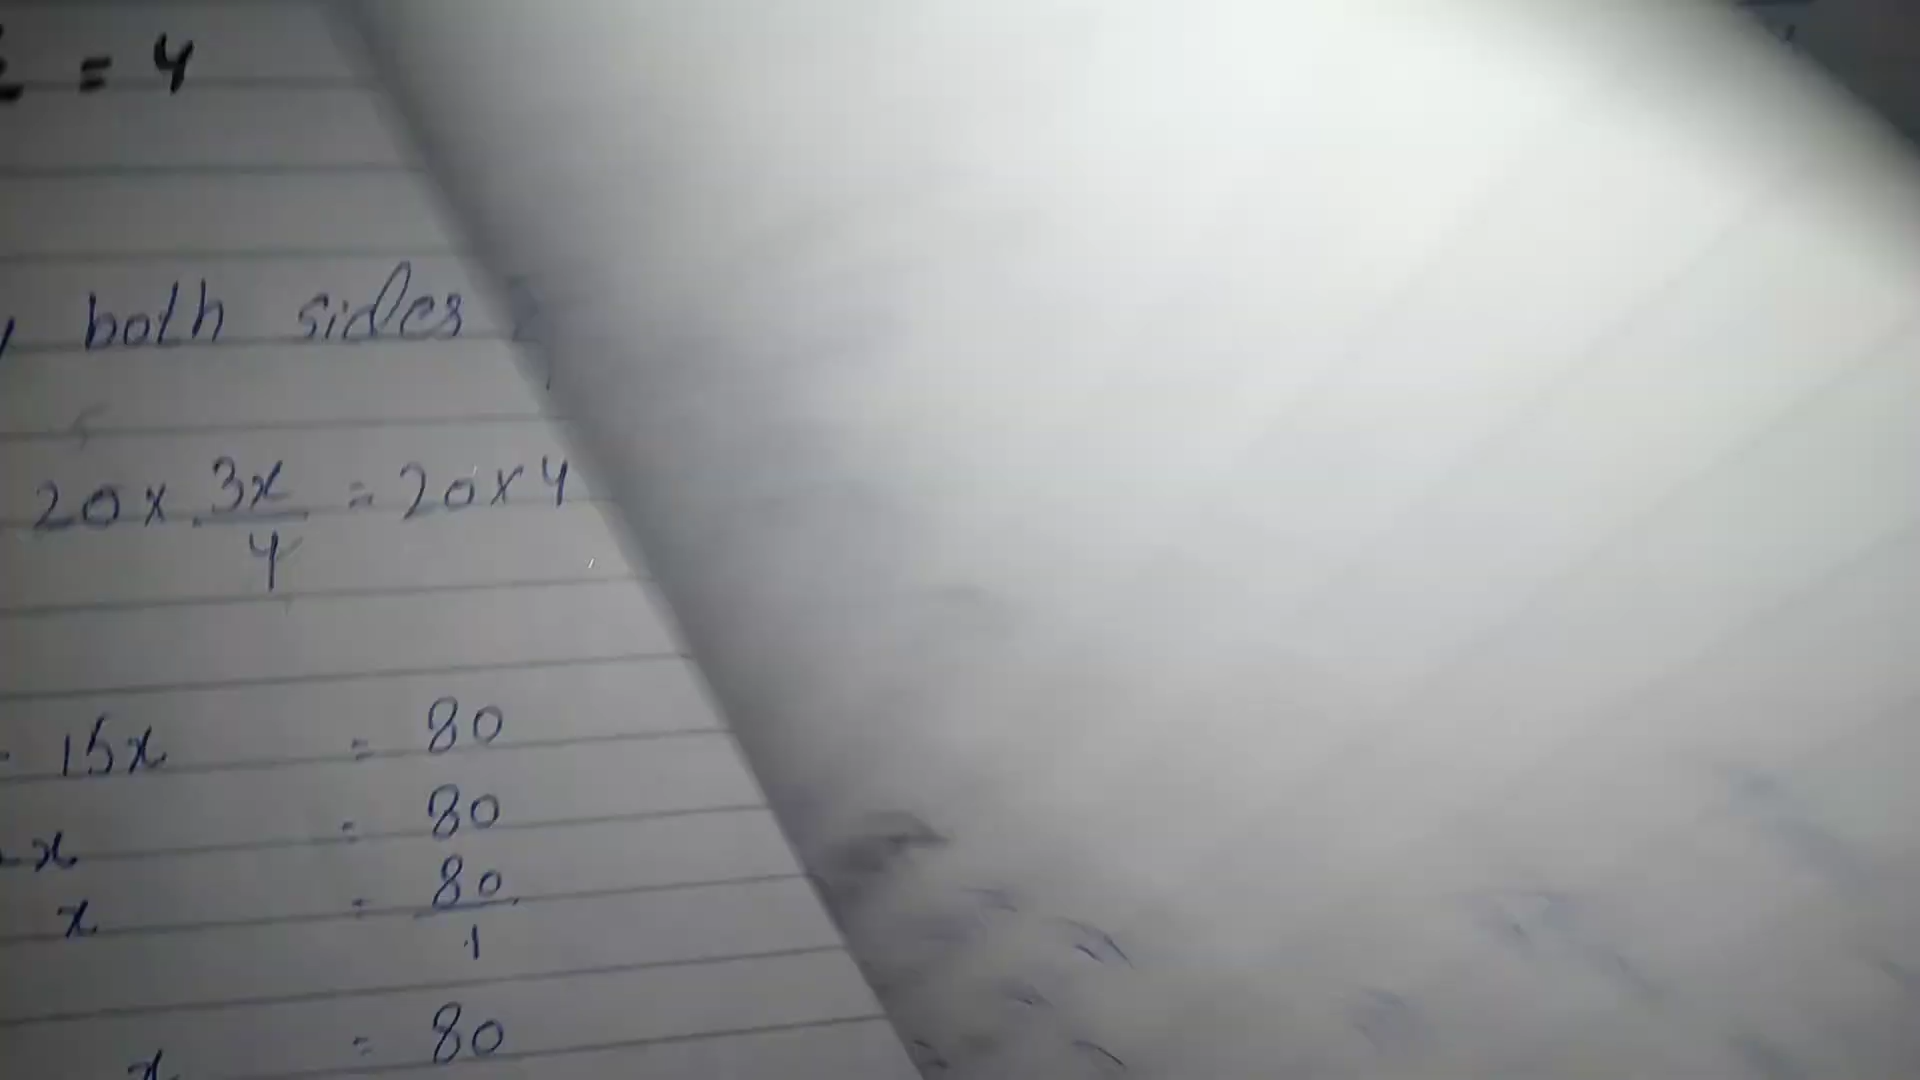 = 4
both sides
20 × 3x/4 = 20 × 4
15x = 80
x = 80
x = 80/1
x = 80